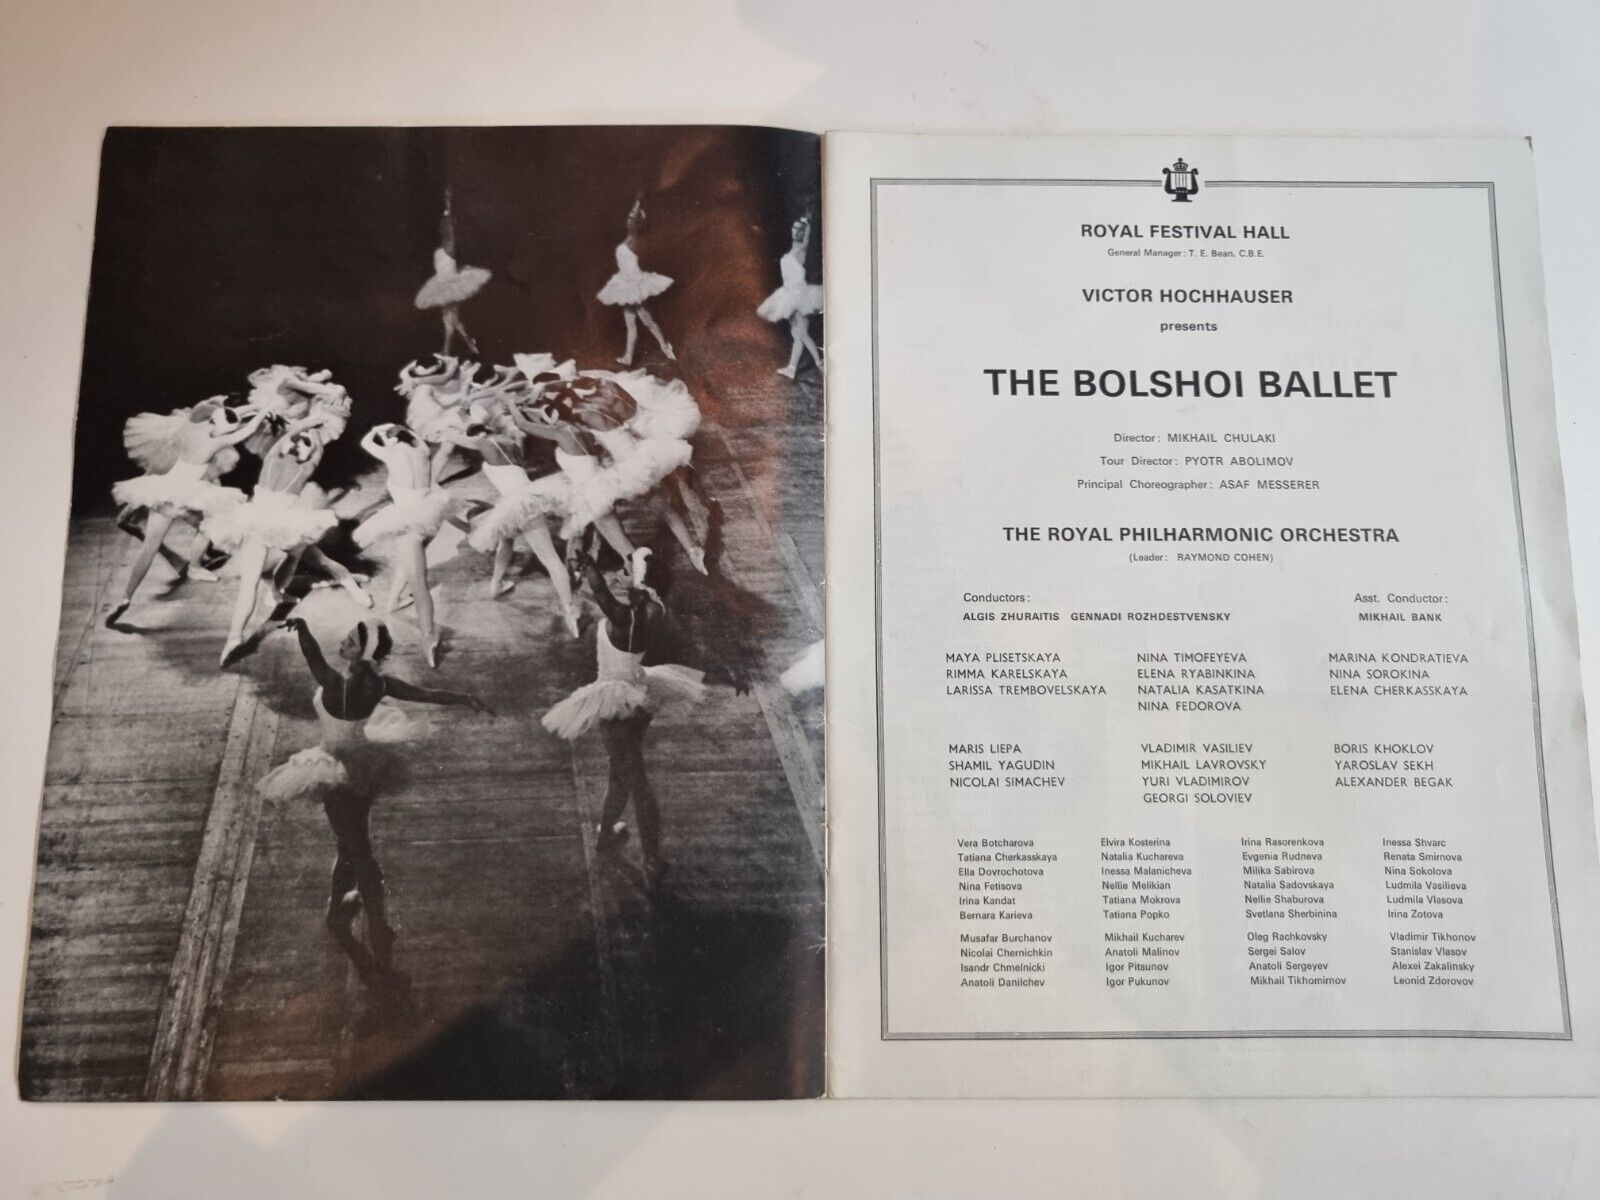 ROYAL FESTIVAL HALL
General Manager: T. E. Bean, C.B.E.
VICTOR HOCHHAUSER
presents
THE BOLSHOI BALLET
Director: MIKHAIL CHULAKI
Tour Director: PYOTR ABOLIMOV
Principal Choreographer: ASAF MESSERER
THE ROYAL PHILHARMONIC ORCHESTRA
(Leader: RAYMOND COHEN)
Conductors: Asst. Conductor:
ALGIS ZHURAITIS GENNADI ROZHDESTVENSKY MIKHAIL BANK
MAYA PLISETSKAYA NINA TIMOFEYEVA MARINA KONDRATIEVA
RIMMA KARELSKAYA ELENA RYABINKINA NINA SOROKINA
LARISSA TREMBOVELSKAYA NATALIA KASATKINA ELENA CHERKASSKAYA
NINA FEDOROVA
MARIS LIEPA VLADIMIR VASILIEV BORIS KHOKLOV
SHAMIL YAGUDIN MIKHAIL LAVROVSKY YAROSLAV SEKH
NICOLAI SIMACHEV YURI VLADIMIROV ALEXANDER BEGAK
GEORGI SOLOVIEV
Vera Botcharova Elvira Kosterina Irina Rasorenkova Inessa Shvarc
Tatiana Cherkasskaya Natalia Kuchareva Evgenia Rudneva Renata Smirnova
Ella Dovrochotova Inessa Malanicheva Milika Sabirova Nina Sokolova
Nina Fetisova Nellie Melikian Natalia Sadovskaya Ludmila Vasilieva
Irina Kandat Tatiana Mokrova Nellie Shaburova Ludmila Vlasova
Bernara Karieva Tatiana Popko Svetlana Sherbinina Irina Zotova
Musafar Burchanov Mikhail Kucharev Oleg Rachkovsky Vladimir Tikhonov
Nicolai Chernichkin Anatoli Malinov Sergei Salov Stanislav Vlasov
Isandr Chmelnicki Igor Pitsunov Anatoli Sergeyev Alexei Zakalinsky
Anatoli Danilchev Igor Pukunov Mikhail Tikhomirnov Leonid Zdorovov